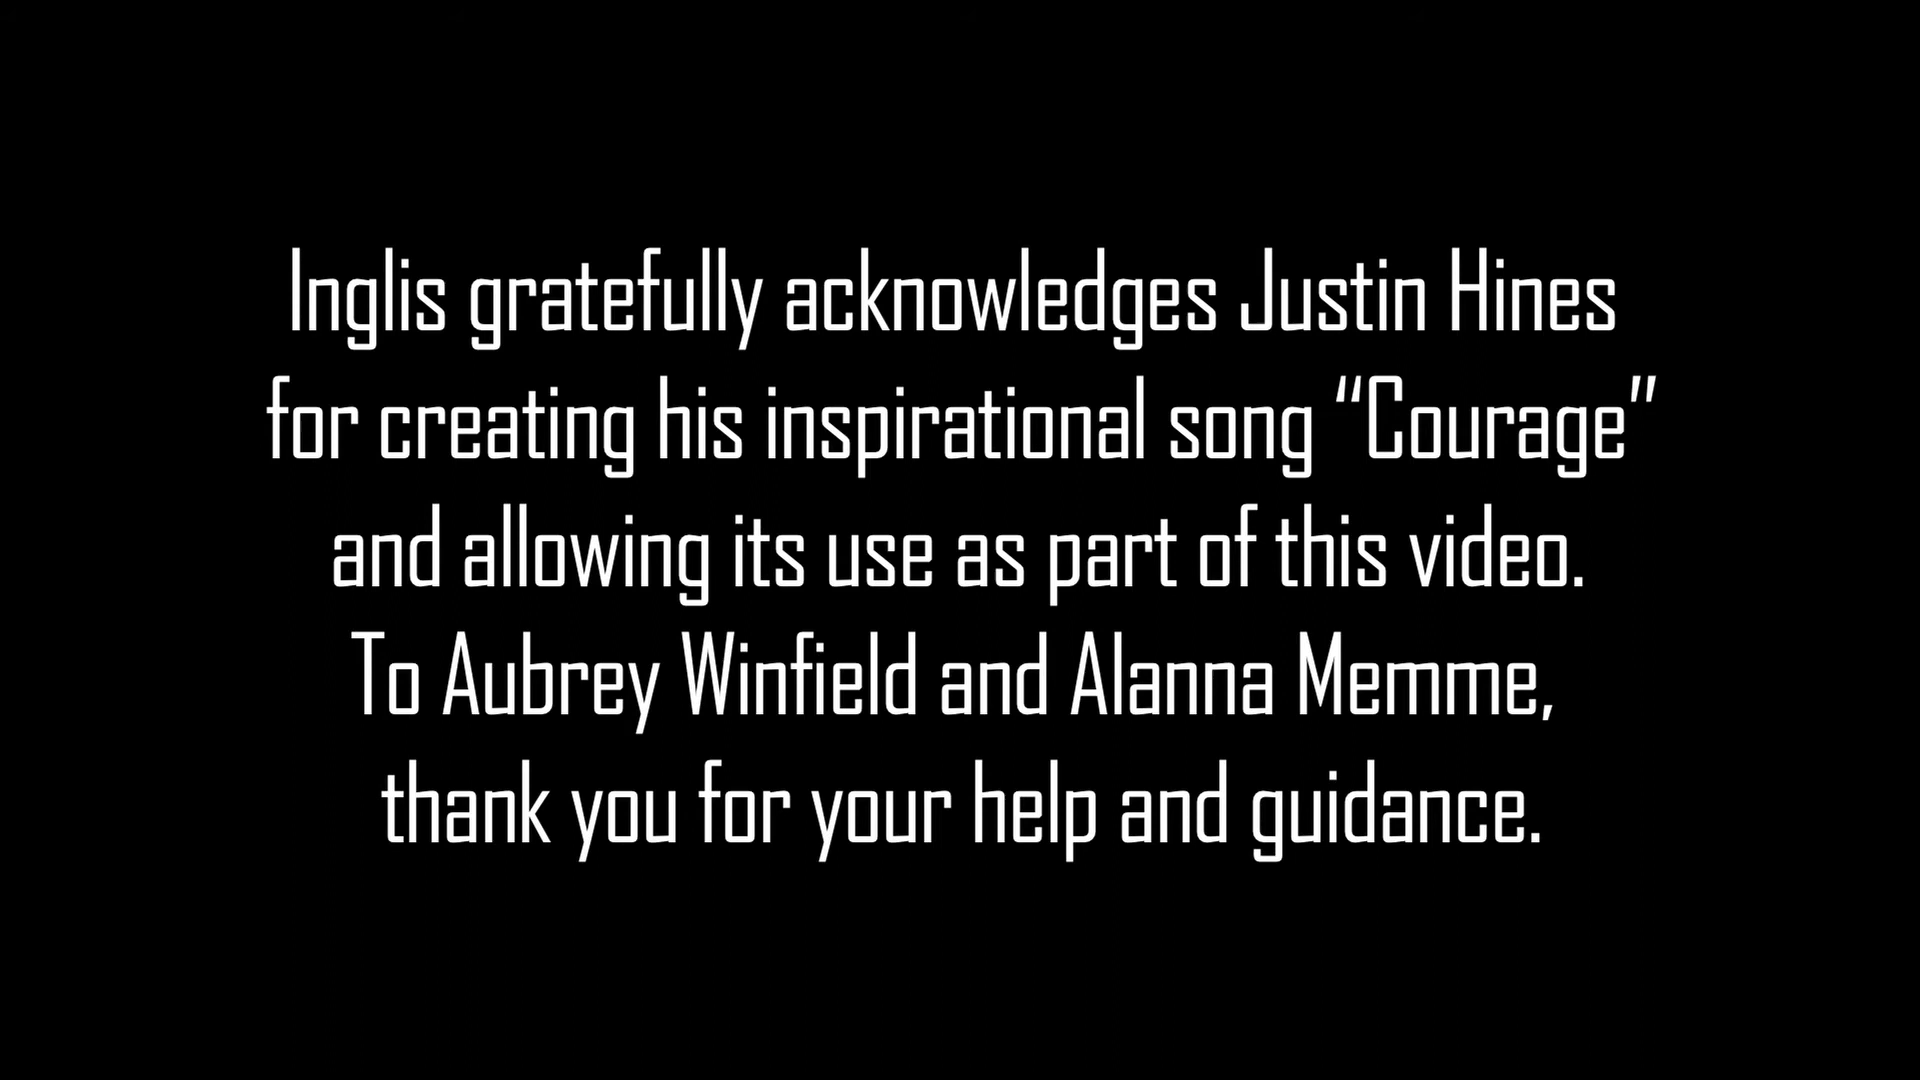 Inglis gratefully acknowledges Justin Hines
for creating his inspirational song “Courage”
and allowing its use as part of this video.
To Aubrey Winfield and Alanna Memme,
thank you for your help and guidance.